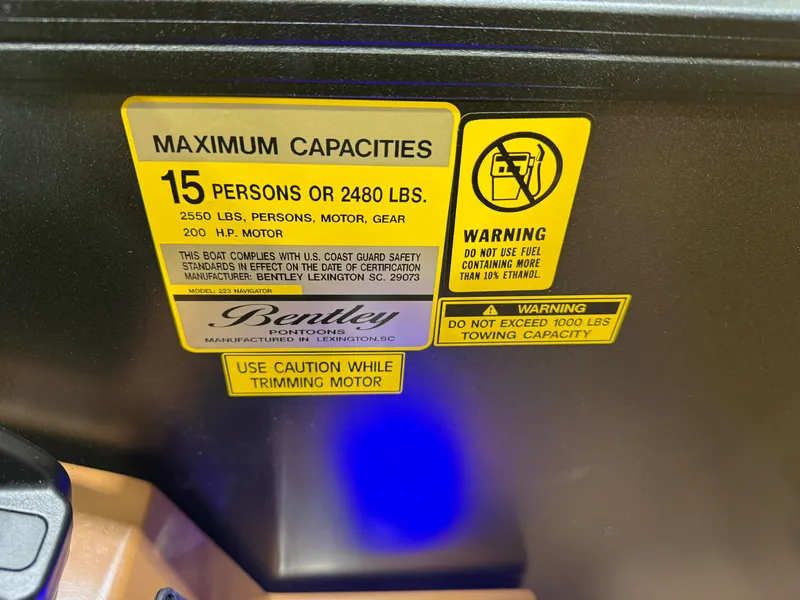 MAXIMUM CAPACITIES
15 PERSONS OR 2480 LBS.
2550 LBS, PERSONS, MOTOR, GEAR
200 H.P. MOTOR
THIS BOAT COMPLIES WITH U.S. COAST GUARD SAFETY
STANDARDS IN EFFECT ON THE DATE OF CERTIFICATION
MANUFACTURER: BENTLEY LEXINGTON SC. 29073
MODEL: 223 NAVIGATOR
Bentley
PONTOONS
MANUFACTURED IN LEXINGTON,SC
WARNING
DO NOT USE FUEL
CONTAINING MORE
THAN 10% ETHANOL.
WARNING
DO NOT EXCEED 1000 LBS
TOWING CAPACITY
USE CAUTION WHILE
TRIMMING MOTOR